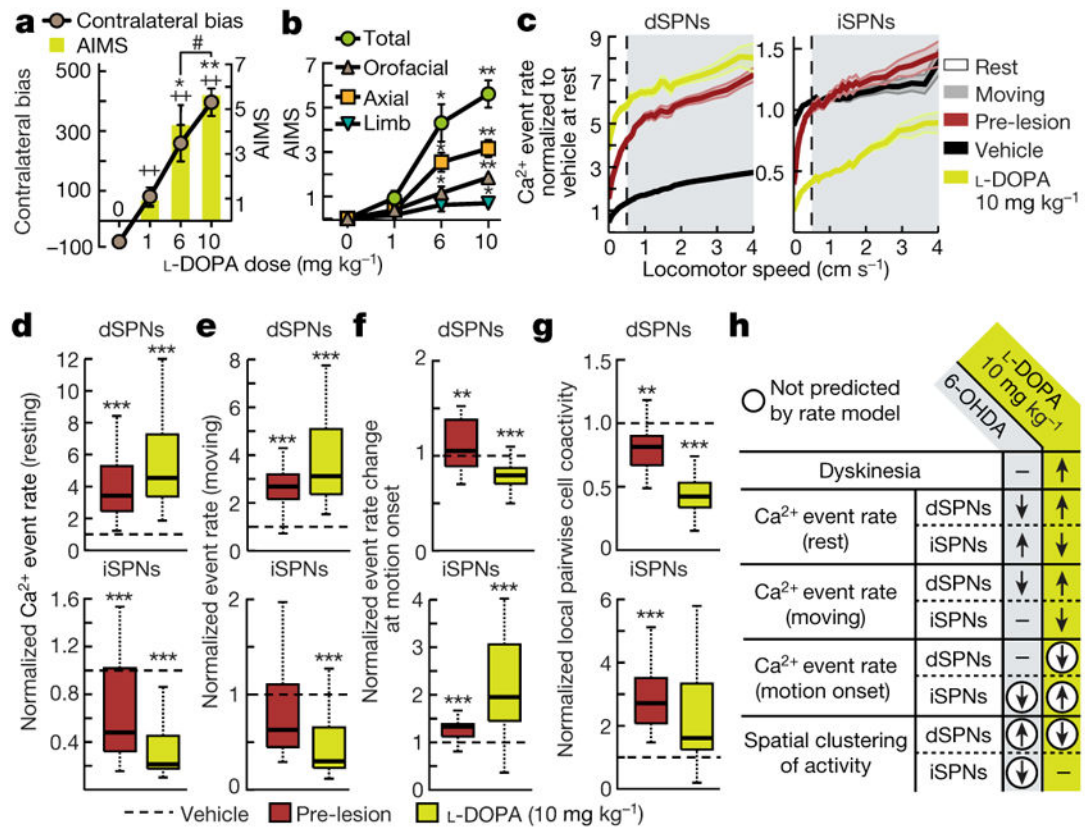 a
Contralateral bias
AIMS
#
** 
*
++
++
++
500
300
100
0
−100
7
5
3
1
Contralateral bias
AIMS
0 1 6 10
b
Total
Orofacial
Axial
Limb
AIMS
7
5
3
1
*
**
*
**
*
**
*
*
0 1 6 10
L-DOPA dose (mg kg⁻¹)
c
dSPNs
iSPNs
Ca²⁺ event rate
normalized to
vehicle at rest
9
7
5
3
1
1.5
1.0
0.5
0 1 2 3 4
0 1 2 3 4
Locomotor speed (cm s⁻¹)
Rest
Moving
Pre-lesion
Vehicle
L-DOPA
10 mg kg⁻¹
d
dSPNs
Normalized Ca²⁺ event rate (resting)
12
10
8
6
4
2
0
***
***
iSPNs
1.6
1.2
0.8
0.4
***
e
dSPNs
Normalized event rate (moving)
8
6
4
2
0
***
***
iSPNs
2
1
0
***
f
dSPNs
Normalized event rate change
at motion onset
2
1
0
**
***
iSPNs
4
3
2
1
0
***
***
g
dSPNs
Normalized local pairwise cell coactivity
1.5
1.0
0.5
0
**
***
iSPNs
6
4
2
0
***
Vehicle
Pre-lesion
L-DOPA (10 mg kg⁻¹)
h
Not predicted
by rate model
6-OHDA
L-DOPA
10 mg kg⁻¹
Dyskinesia – ↑
Ca²⁺ event rate
(rest)
dSPNs ↓ ↑
iSPNs ↑ ↓
Ca²⁺ event rate
(moving)
dSPNs ↓ ↑
iSPNs – ↓
Ca²⁺ event rate
(motion onset)
dSPNs – ↓
iSPNs ↓ ↑
Spatial clustering
of activity
dSPNs ↑ ↓
iSPNs ↓ –